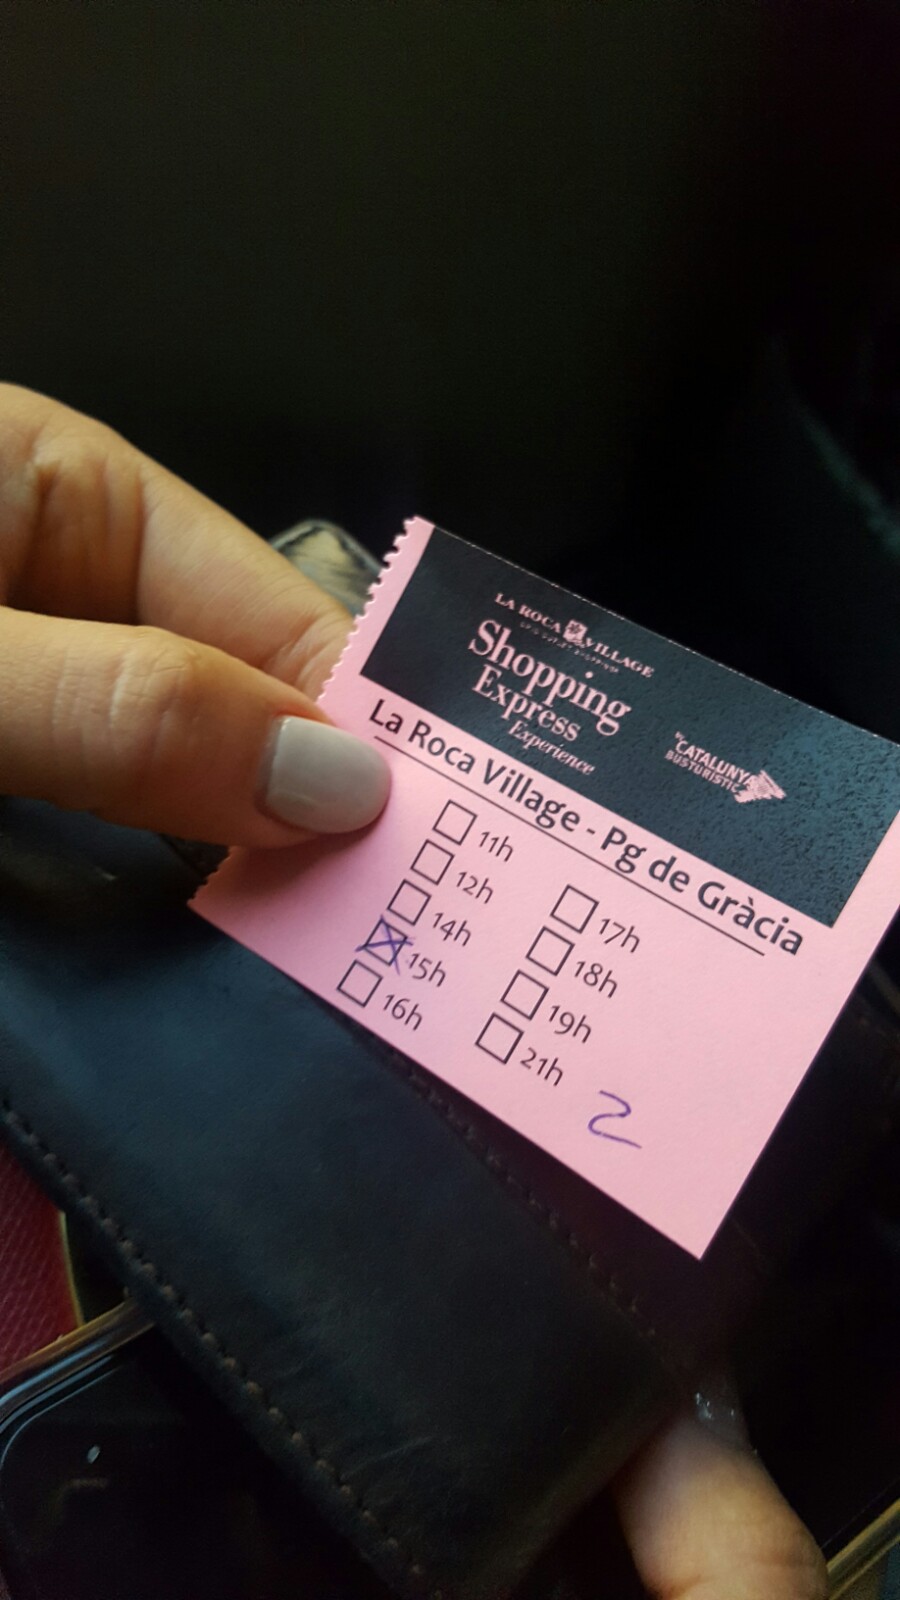 LA ROCA VILLAGE
Shopping
Express
Experience
by
CATALUNYA
BUSTURISTIC
La Roca Village - Pg de Gràcia
11h
12h
14h
15h
16h
17h
18h
19h
21h
2